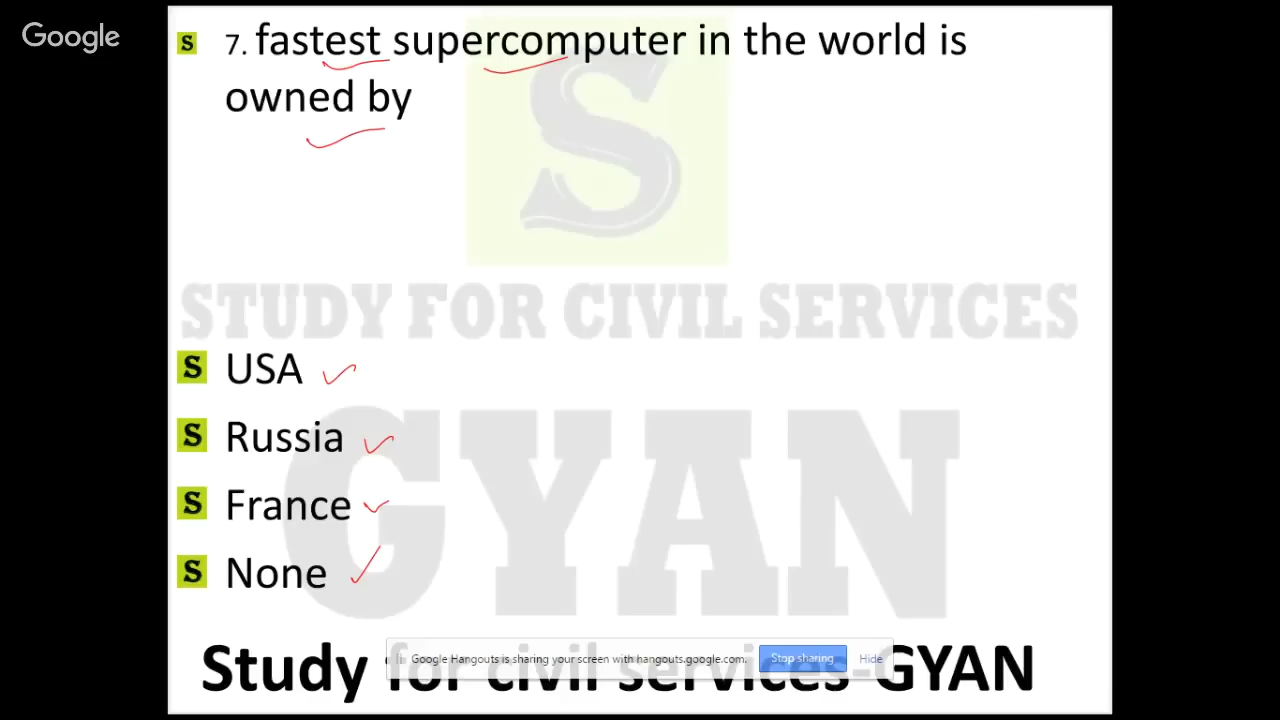 Google
S 7. fastest supercomputer in the world is
owned by
S
STUDY FOR CIVIL SERVICES
S USA
S Russia
GYAN
S France
S None
Google Hangouts is sharing your screen with hangouts.google.com. Stop sharing Hide
Study for civil services-GYAN